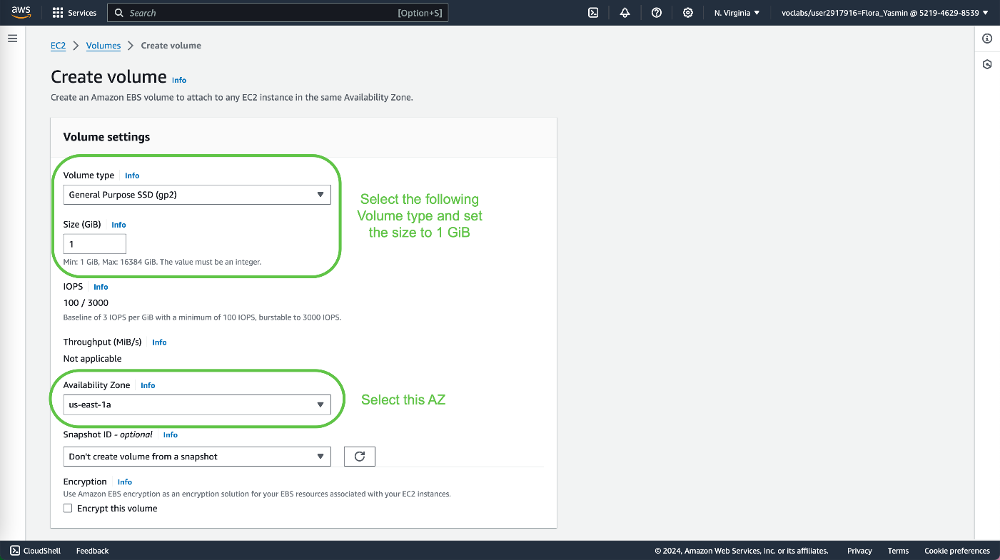 aws
Services
Search
[Option+S]
N. Virginia
voclabs/user2917916=Flora_Yasmin @ 5219-4629-8539
EC2 > Volumes > Create volume
Create volume Info
Create an Amazon EBS volume to attach to any EC2 instance in the same Availability Zone.
Volume settings
Volume type Info
General Purpose SSD (gp2)
Size (GiB) Info
1
Min: 1 GiB, Max: 16384 GiB. The value must be an integer.
Select the following
Volume type and set
the size to 1 GiB
IOPS Info
100 / 3000
Baseline of 3 IOPS per GiB with a minimum of 100 IOPS, burstable to 3000 IOPS.
Throughput (MiB/s) Info
Not applicable
Availability Zone Info
us-east-1a
Select this AZ
Snapshot ID - optional Info
Don't create volume from a snapshot
Encryption Info
Use Amazon EBS encryption as an encryption solution for your EBS resources associated with your EC2 instances.
Encrypt this volume
CloudShell
Feedback
© 2024, Amazon Web Services, Inc. or its affiliates.
Privacy
Terms
Cookie preferences